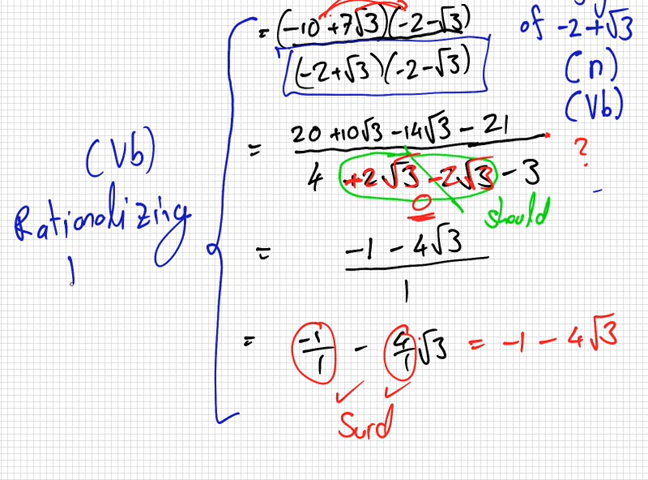 = (-10+7√3)(-2-√3)
(-2+√3)(-2-√3)
of -2+√3
(n)
(Vb)
= 20+10√3-14√3-21
4 +2√3-2√3-3
0
should
?
(Vb)
Rationalizing
= -1-4√3
1
= -1/1 - 4/1 √3 = -1-4√3
Surd